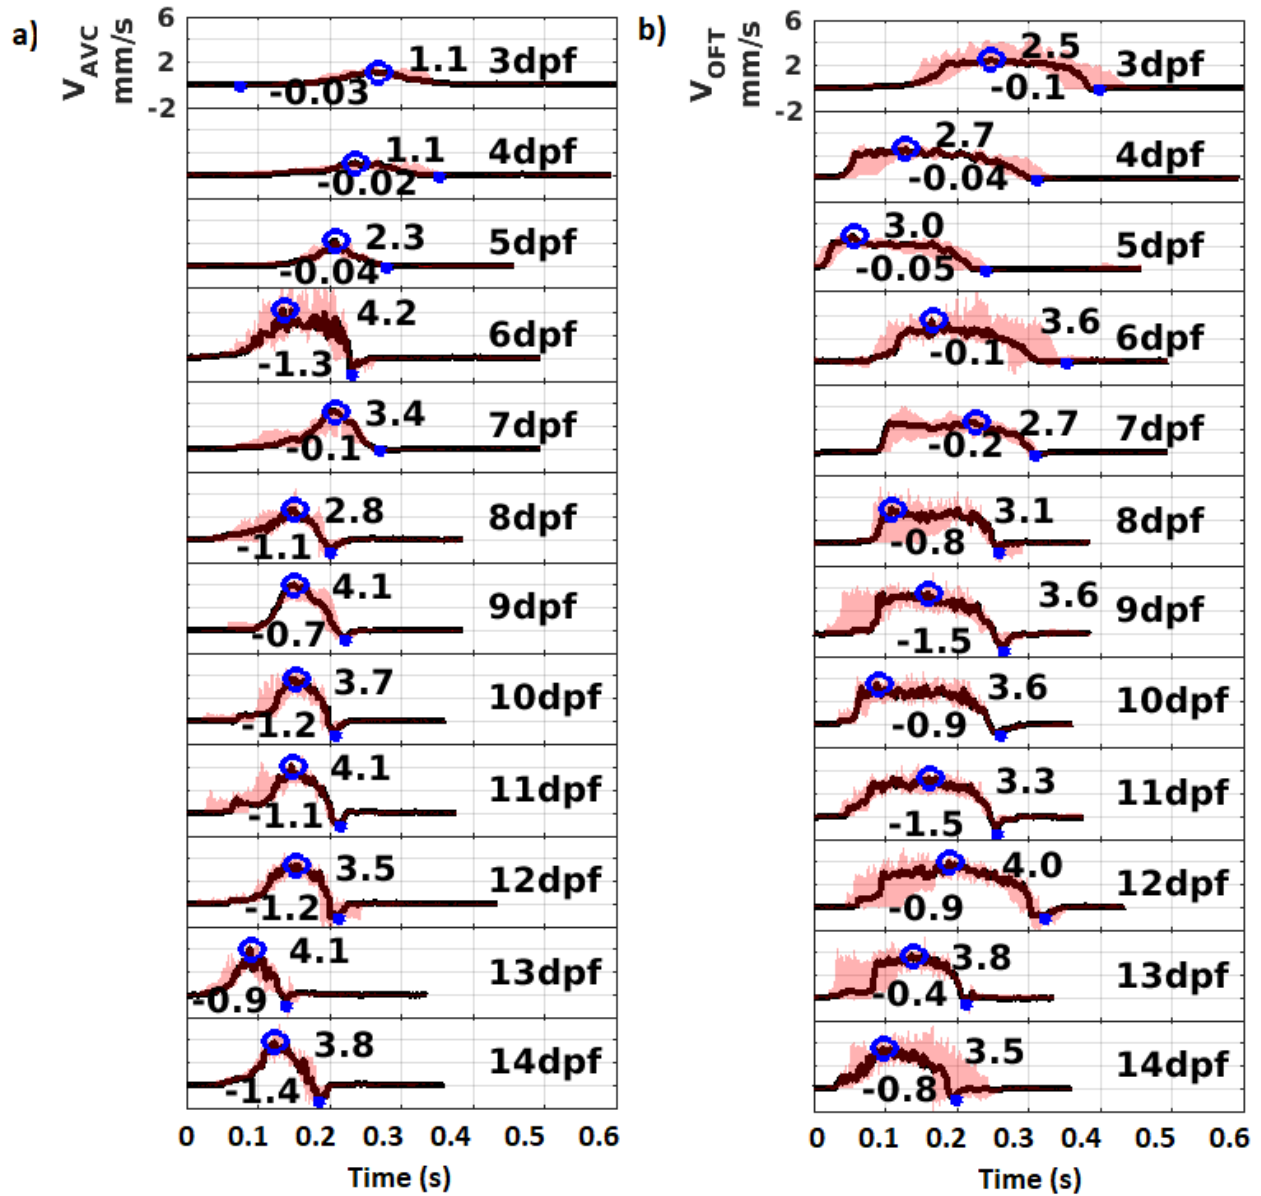 a)
V_AVC
mm/s
6
2
-2
1.1
3dpf
-0.03
1.1
4dpf
-0.02
2.3
5dpf
-0.04
4.2
6dpf
-1.3
3.4
7dpf
-0.1
2.8
8dpf
-1.1
4.1
9dpf
-0.7
3.7
10dpf
-1.2
4.1
11dpf
-1.1
3.5
12dpf
-1.2
4.1
13dpf
-0.9
3.8
14dpf
-1.4
0 0.1 0.2 0.3 0.4 0.5 0.6
Time (s)
b)
V_OFT
mm/s
6
2
-2
2.5
3dpf
-0.1
2.7
4dpf
-0.04
3.0
5dpf
-0.05
3.6
6dpf
-0.1
2.7
7dpf
-0.2
3.1
8dpf
-0.8
3.6
9dpf
-1.5
3.6
10dpf
-0.9
3.3
11dpf
-1.5
4.0
12dpf
-0.9
3.8
13dpf
-0.4
3.5
14dpf
-0.8
0 0.1 0.2 0.3 0.4 0.5 0.6
Time (s)